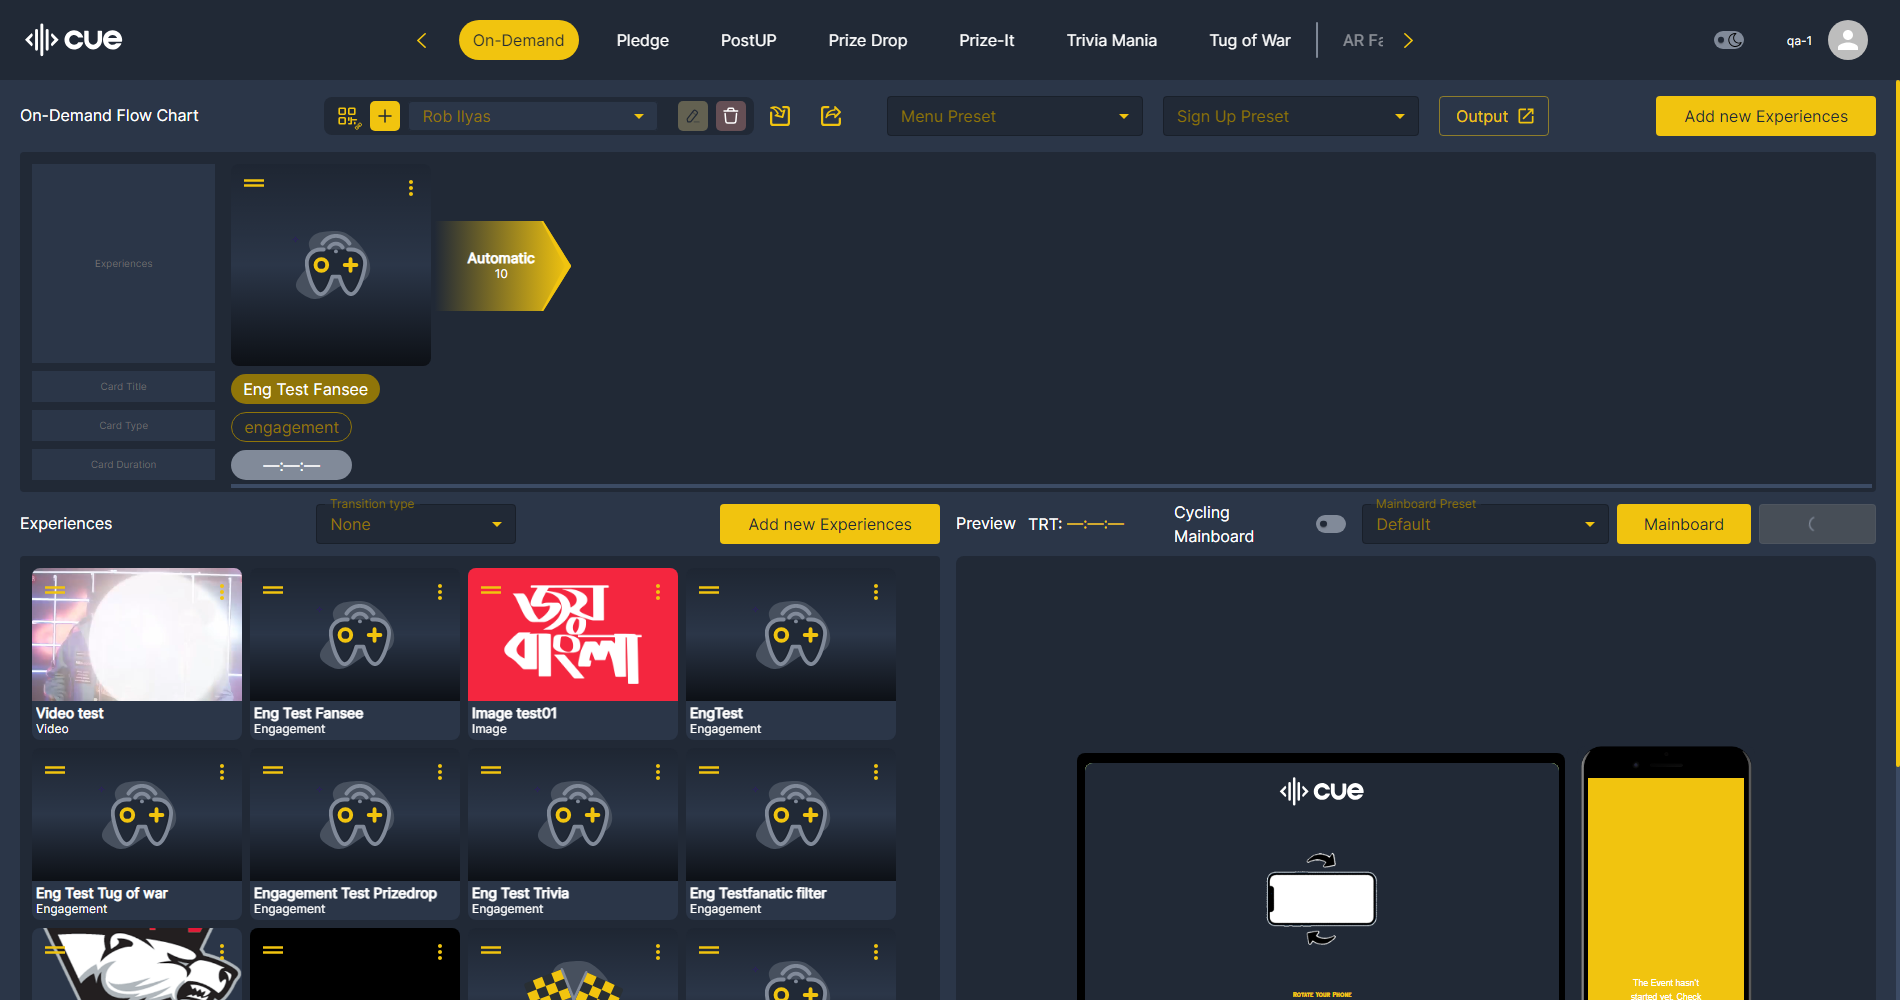 cue
On-Demand
Pledge
PostUP
Prize Drop
Prize-It
Trivia Mania
Tug of War
AR Fa
qa-1
On-Demand Flow Chart
Rob Ilyas
Menu Preset
Sign Up Preset
Output
Add new Experiences
Experiences
Automatic
10
Card Title
Eng Test Fansee
Card Type
engagement
Card Duration
—:—:—
Experiences
Transition type
None
Add new Experiences
Preview
TRT: —:—:—
Cycling
Mainboard
Mainboard Preset
Default
Mainboard
Video test
Video
Eng Test Fansee
Engagement
জয়
বাংলা
Image test01
Image
EngTest
Engagement
Eng Test Tug of war
Engagement
Engagement Test Prizedrop
Engagement
Eng Test Trivia
Engagement
Eng Testfanatic filter
Engagement
cue
Rotate Your Phone
The Event hasn't
started yet. Check